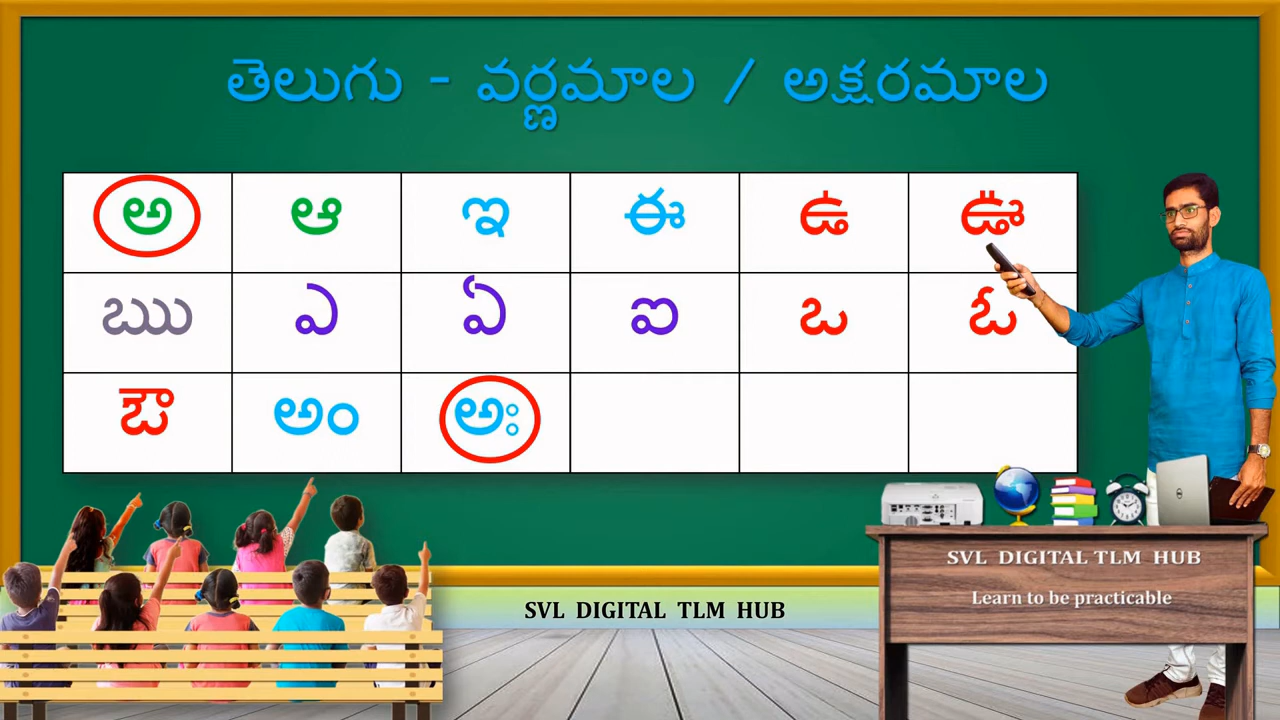 తెలుగు - వర్ణమాల / అక్షరమాల
అ ఆ ఇ ఈ ఉ ఊ
ఋ ఎ ఏ ఐ ఒ ఓ
ఔ అం అః
SVL DIGITAL TLM HUB
Learn to be practicable
SVL DIGITAL TLM HUB